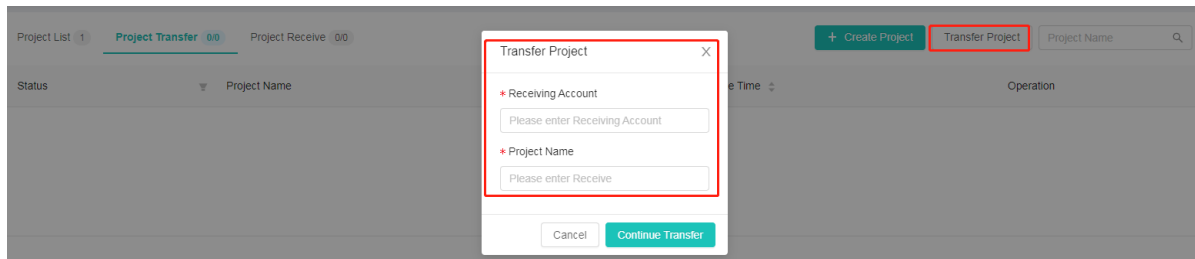 Project List 1 Project Transfer 0/0 Project Receive 0/0
+ Create Project Transfer Project Project Name
Status Project Name e Time Operation
Transfer Project X
* Receiving Account
Please enter Receiving Account
* Project Name
Please enter Receive
Cancel Continue Transfer